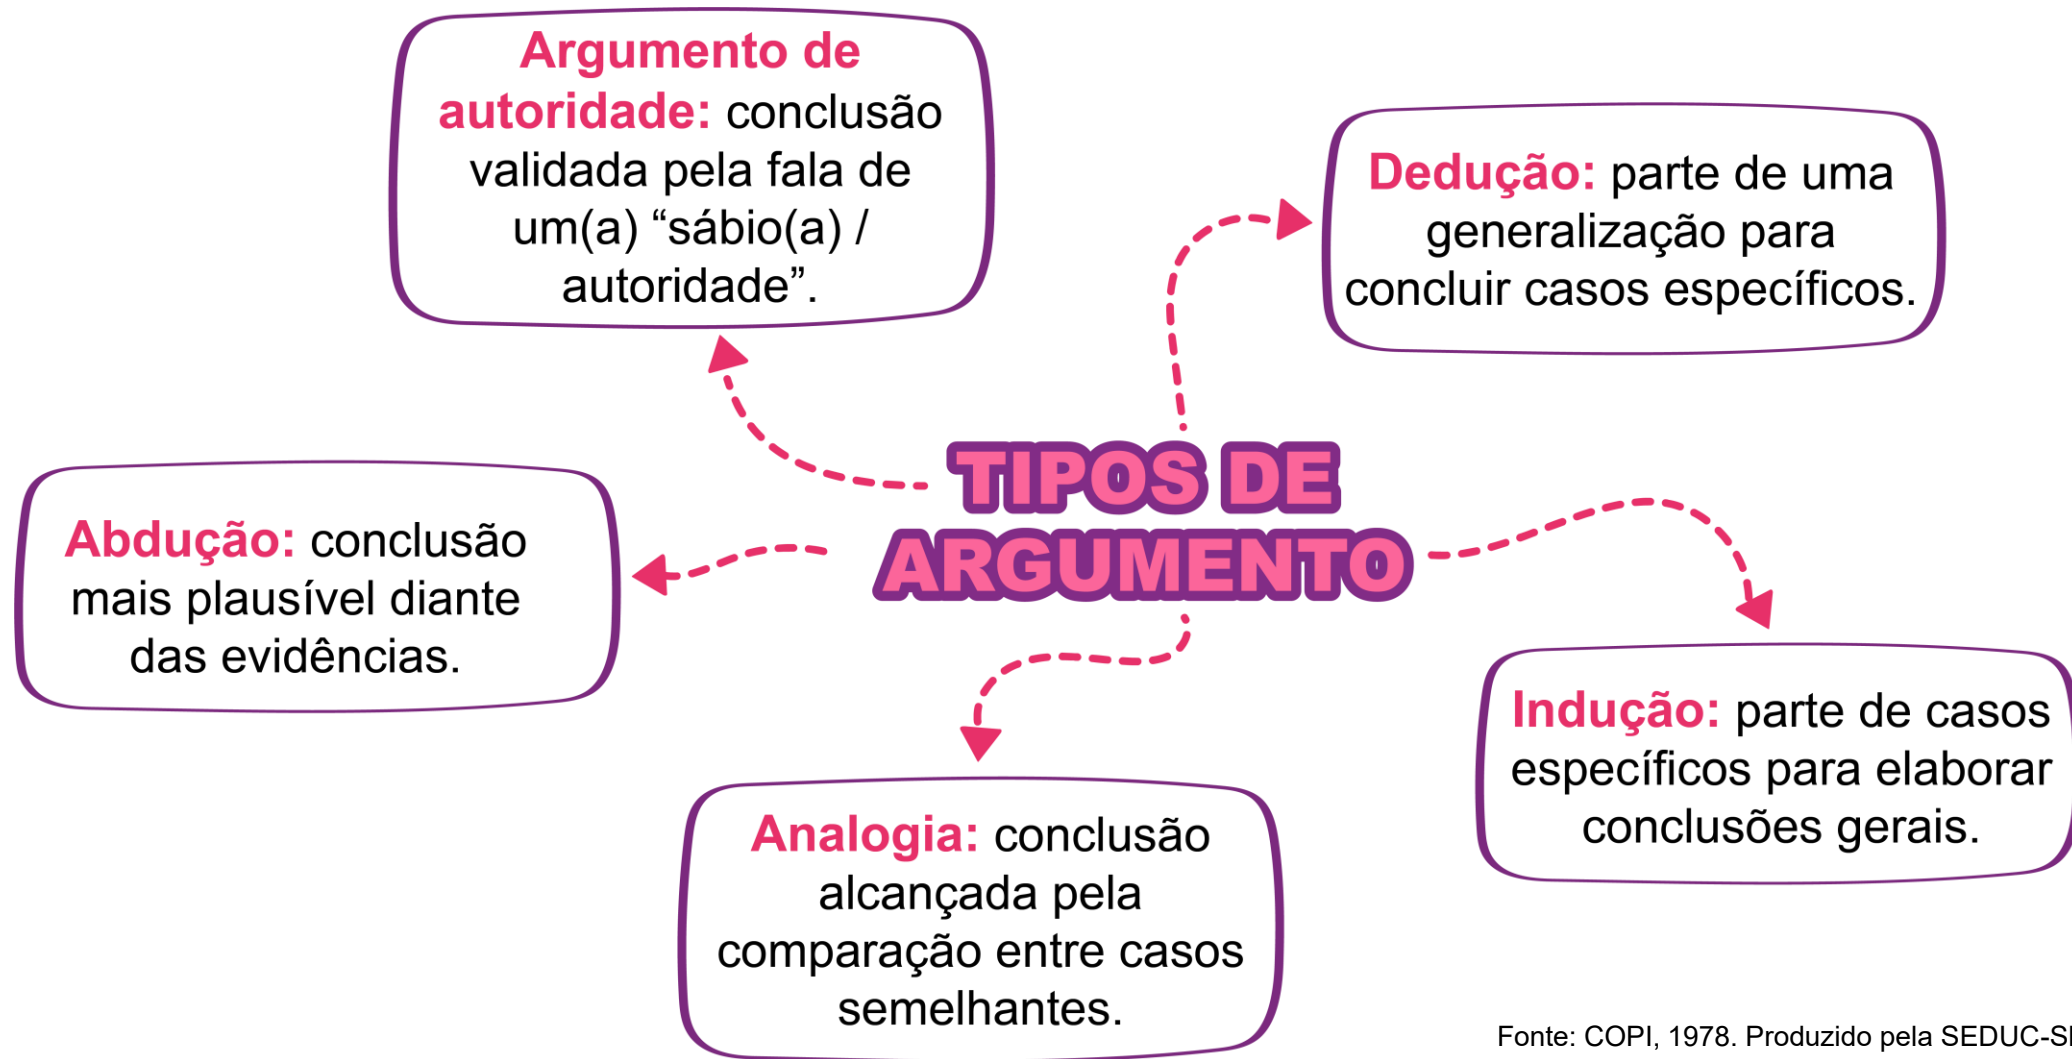 Argumento de
autoridade: conclusão
validada pela fala de
um(a) “sábio(a) /
autoridade”.
Dedução: parte de uma
generalização para
concluir casos específicos.
TIPOS DE
ARGUMENTO
Abdução: conclusão
mais plausível diante
das evidências.
Indução: parte de casos
específicos para elaborar
conclusões gerais.
Analogia: conclusão
alcançada pela
comparação entre casos
semelhantes.
Fonte: COPI, 1978. Produzido pela